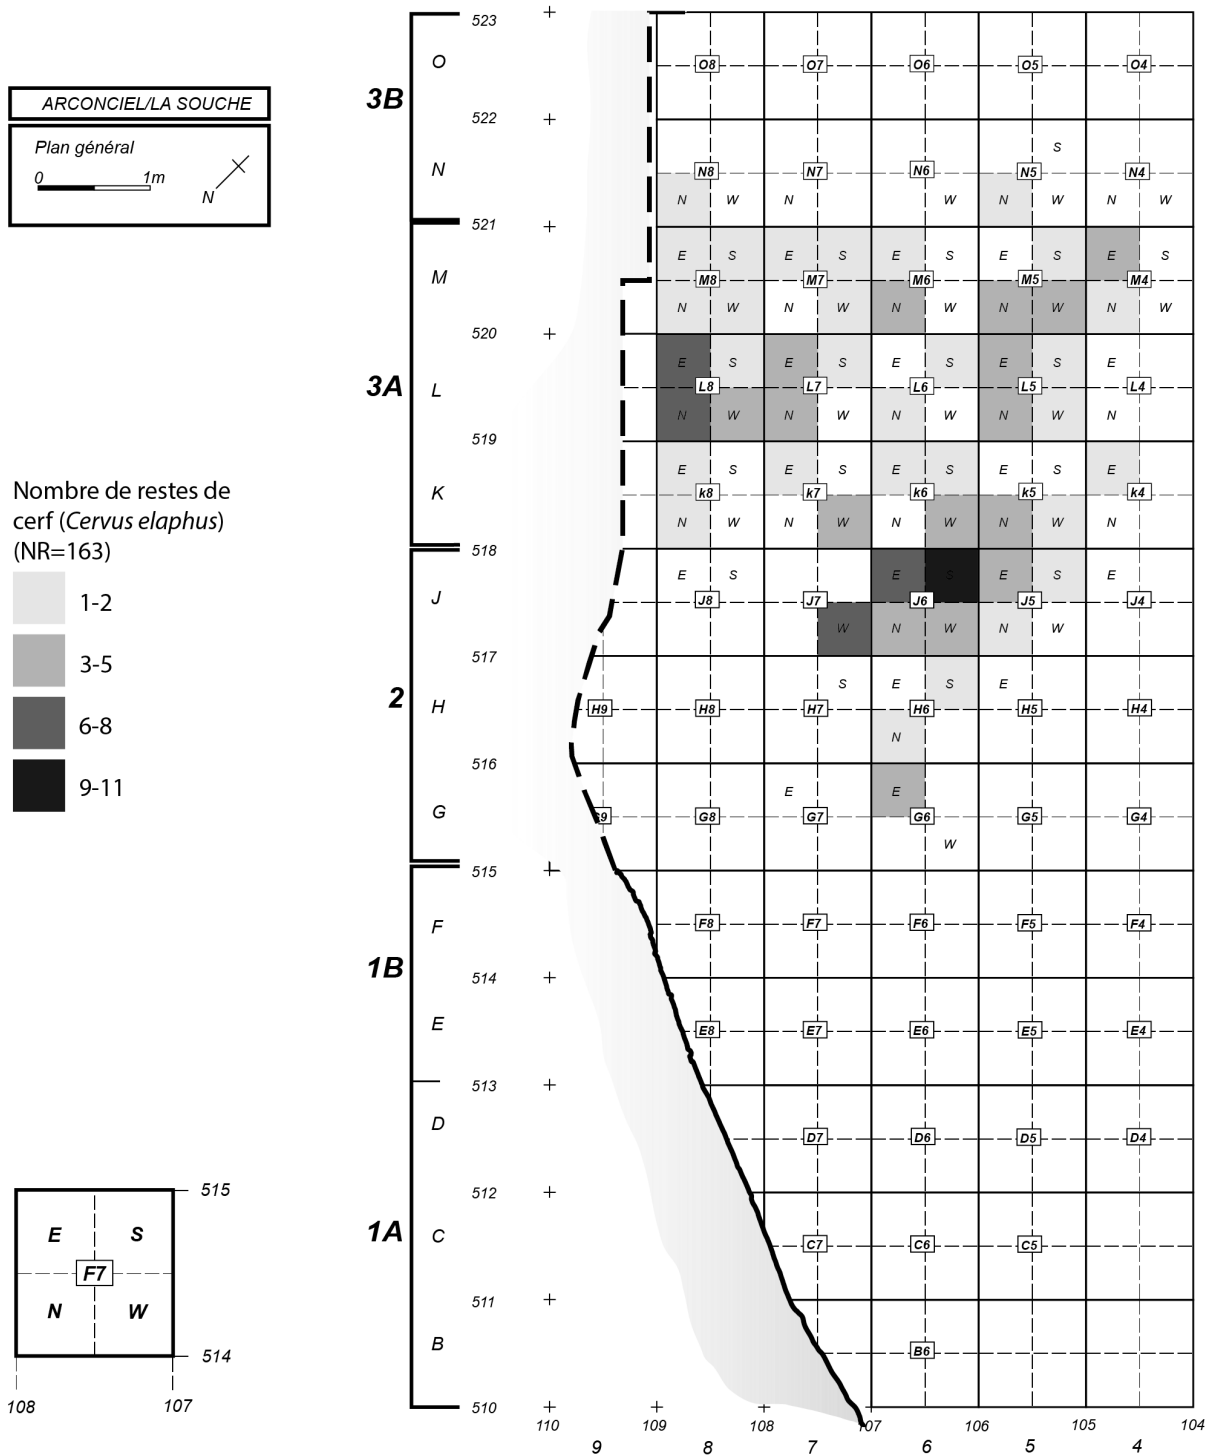 ARCONCIEL/LA SOUCHE
Plan général
0 1m
N
Nombre de restes de
cerf (Cervus elaphus)
(NR=163)
1-2
3-5
6-8
9-11
515
E S
F7
N W
514
108 107
3B
3A
2
1B
1A
O
N
M
L
K
J
H
G
F
E
D
C
B
523
522
521
520
519
518
517
516
515
514
513
512
511
510
O8 O7 O6 O5 O4
S
N8 N7 N6 N5 N4
N W N W N W N W
E S E S E S E S E S
M8 M7 M6 M5 M4
N W N W N W N W N W
E S E S E S E S E
L8 L7 L6 L5 L4
N W N W N W N W N
E S E S E S E S E
k8 k7 k6 k5 k4
N W N W N W N W N
E S E S E S E
J8 J7 J6 J5 J4
W N W N W
S E S E
H9 H8 H7 H6 H5 H4
N
E E
G9 G8 G7 G6 G5 G4
W
F8 F7 F6 F5 F4
E8 E7 E6 E5 E4
D7 D6 D5 D4
C7 C6 C5
B6
110 109 108 107 106 105 104
9 8 7 6 5 4